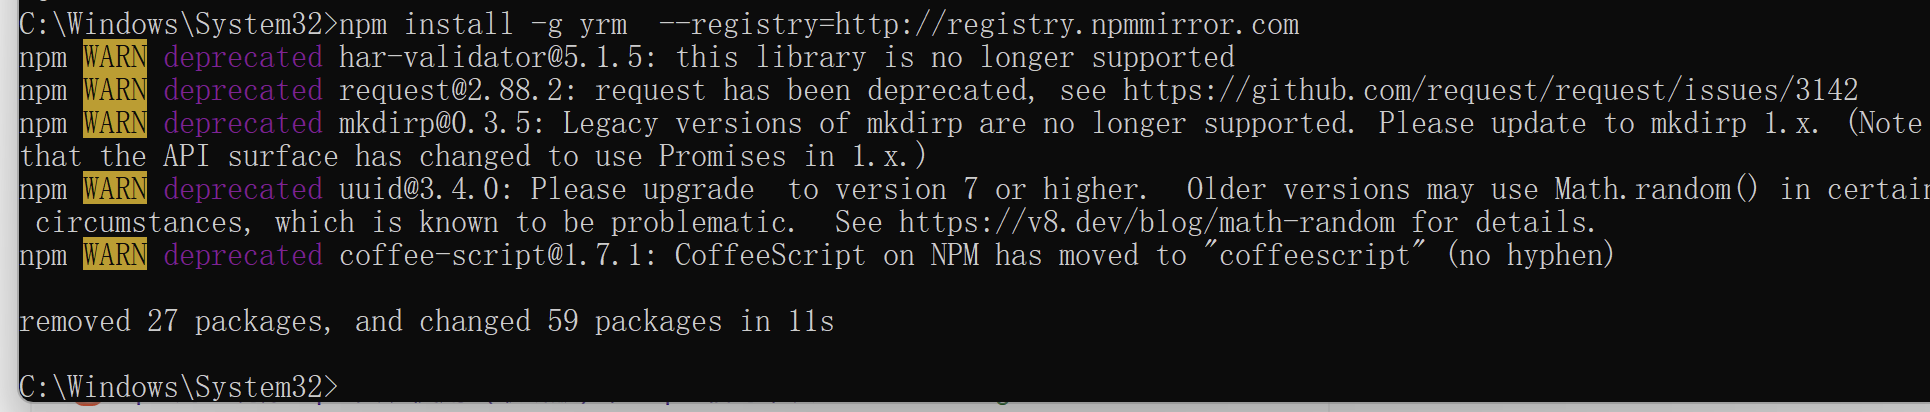 C:\Windows\System32>npm install -g yrm  --registry=http://registry.npmmirror.com
npm WARN deprecated har-validator@5.1.5: this library is no longer supported
npm WARN deprecated request@2.88.2: request has been deprecated, see https://github.com/request/request/issues/3142
npm WARN deprecated mkdirp@0.3.5: Legacy versions of mkdirp are no longer supported. Please update to mkdirp 1.x. (Note
that the API surface has changed to use Promises in 1.x.)
npm WARN deprecated uuid@3.4.0: Please upgrade  to version 7 or higher.  Older versions may use Math.random() in certain
 circumstances, which is known to be problematic.  See https://v8.dev/blog/math-random for details.
npm WARN deprecated coffee-script@1.7.1: CoffeeScript on NPM has moved to "coffeescript" (no hyphen)
removed 27 packages, and changed 59 packages in 11s
C:\Windows\System32>